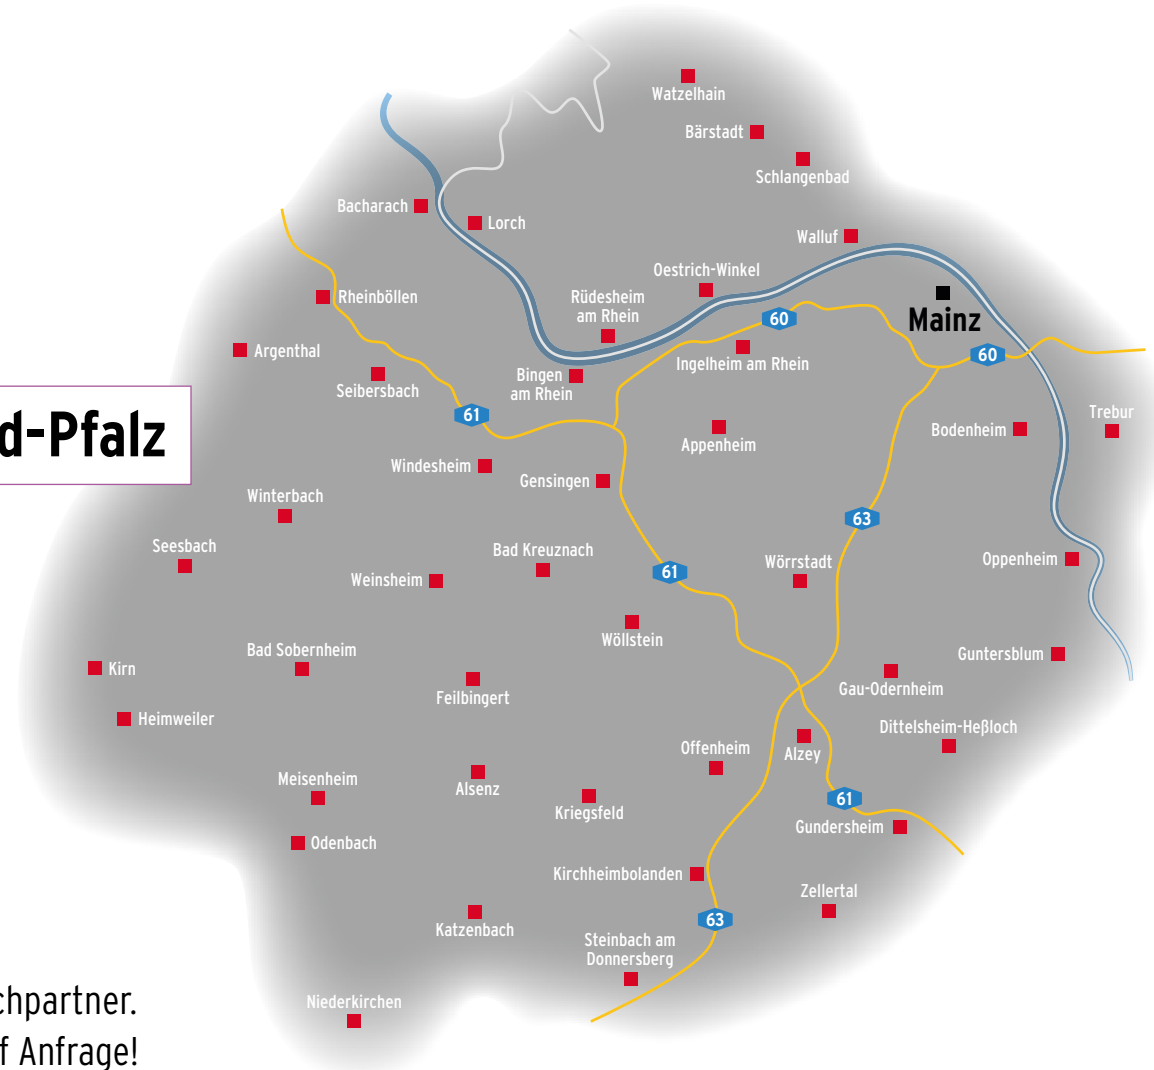 Watzelhain
Bärstadt
Schlangenbad
Bacharach
Lorch
Walluf
Oestrich-Winkel
Rheinböllen
Rüdesheim
am Rhein
60
Mainz
Argenthal
Ingelheim am Rhein
60
Seibersbach
Bingen
am Rhein
61
d-Pfalz
Trebur
Bodenheim
Appenheim
Windesheim
Gensingen
Winterbach
63
Seesbach
Bad Kreuznach
Weinsheim
61
Wörrstadt
Oppenheim
Wöllstein
Bad Sobernheim
Guntersblum
Kirn
Feilbingert
Gau-Odernheim
Heimweiler
Dittelsheim-Heßloch
Offenheim
Alzey
Meisenheim
Alsenz
61
Kriegsfeld
Gundersheim
Odenbach
Kirchheimbolanden
Zellertal
63
Katzenbach
Steinbach am
Donnersberg
Niederkirchen
chpartner.
f Anfrage!